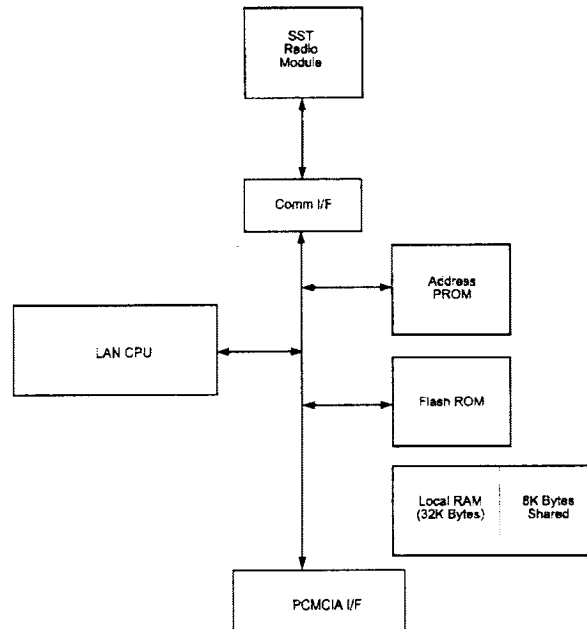 SST
Radio
Module
Comm I/F
Address
PROM
LAN CPU
Flash ROM
Local RAM
(32K Bytes)
8K Bytes
Shared
PCMCIA I/F